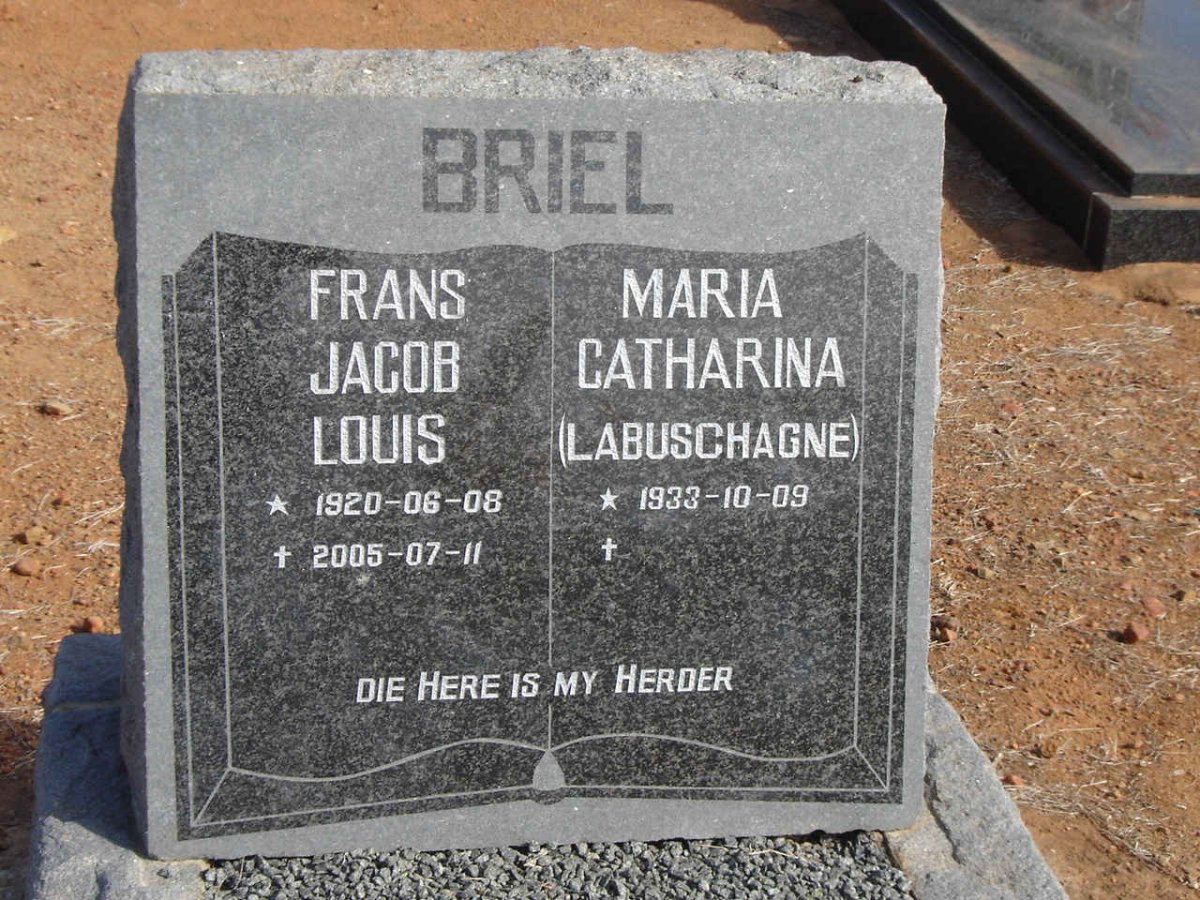 BRIEL
FRANS
JACOB
LOUIS
★ 1920-06-08
✝ 2005-07-11
MARIA
CATHARINA
(LABUSCHAGNE)
★ 1933-10-09
✝
DIE HERE IS MY HERDER